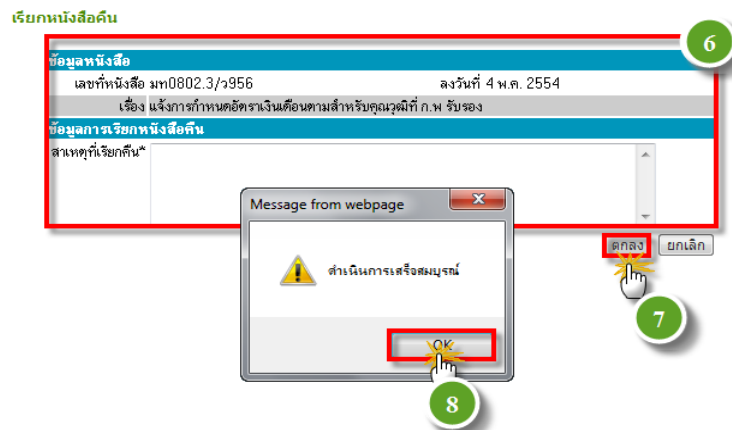 เรียกหนังสือคืน
6
ข้อมูลหนังสือ
เลขที่หนังสือ มท0802.3/ว956 ลงวันที่ 4 พ.ค. 2554
เรื่อง แจ้งการกำหนดอัตราเงินเดือนตามสำหรับคุณวุฒิที่ ก.พ รับรอง
ข้อมูลการเรียกหนังสือคืน
สาเหตุที่เรียกคืน*
Message from webpage
ดำเนินการเสร็จสมบูรณ์
OK
ตกลง ยกเลิก
7
8